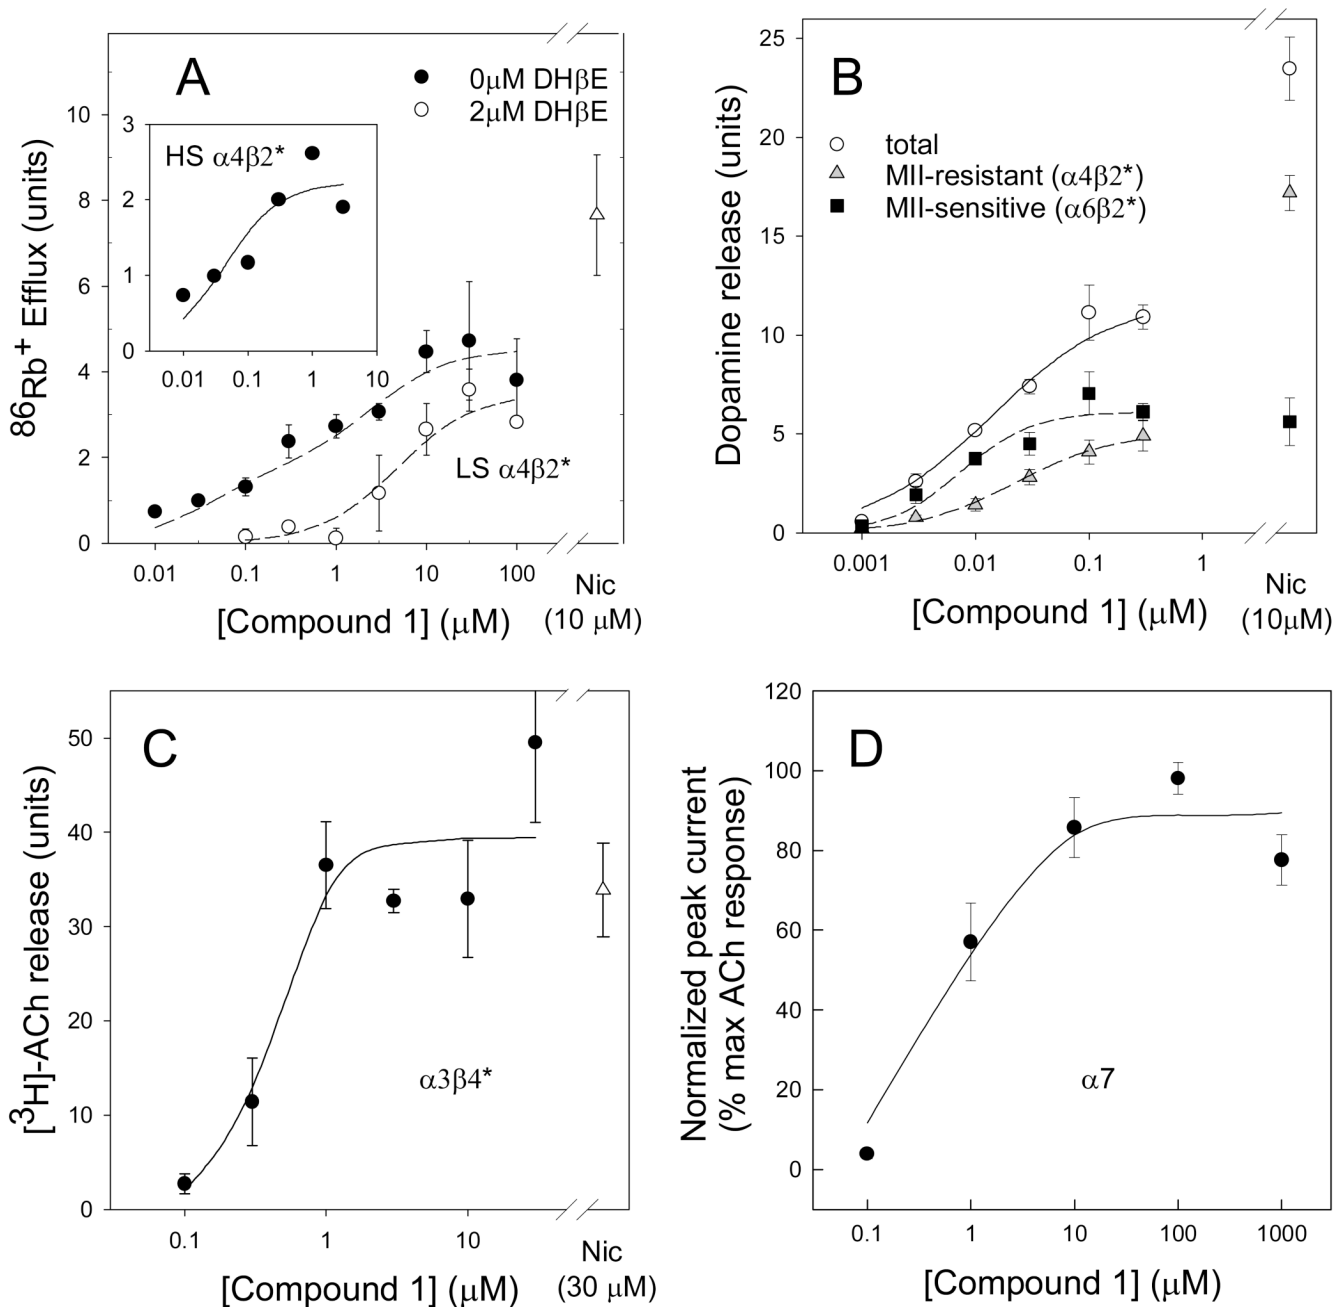 A
0μM DHβE
2μM DHβE
10
8
6
4
2
0
⁸⁶Rb⁺ Efflux (units)
HS α4β2*
3
2
1
0
0.01 0.1 1 10
LS α4β2*
0.01 0.1 1 10 100
Nic
(10 μM)
[Compound 1] (μM)
B
total
MII-resistant (α4β2*)
MII-sensitive (α6β2*)
25
20
15
10
5
0
Dopamine release (units)
0.001 0.01 0.1 1
Nic
(10μM)
[Compound 1] (μM)
C
50
40
30
20
10
0
[³H]-ACh release (units)
α3β4*
0.1 1 10
Nic
(30 μM)
[Compound 1] (μM)
D
120
100
80
60
40
20
0
Normalized peak current
(% max ACh response)
α7
0.1 1 10 100 1000
[Compound 1] (μM)